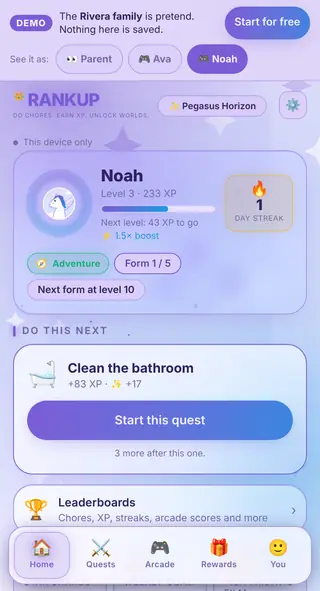 DEMO
The Rivera family is pretend.
Nothing here is saved.
Start for free
See it as:
Parent
Ava
Noah
RANKUP
DO CHORES. EARN XP. UNLOCK WORLDS.
Pegasus Horizon
This device only
Noah
Level 3 · 233 XP
Next level: 43 XP to go
1.5× boost
1
DAY STREAK
Adventure
Form 1 / 5
Next form at level 10
DO THIS NEXT
Clean the bathroom
+83 XP · ✨ +17
Start this quest
3 more after this one.
Leaderboards
Chores, XP, streaks, arcade scores and more
Home
Quests
Arcade
Rewards
You